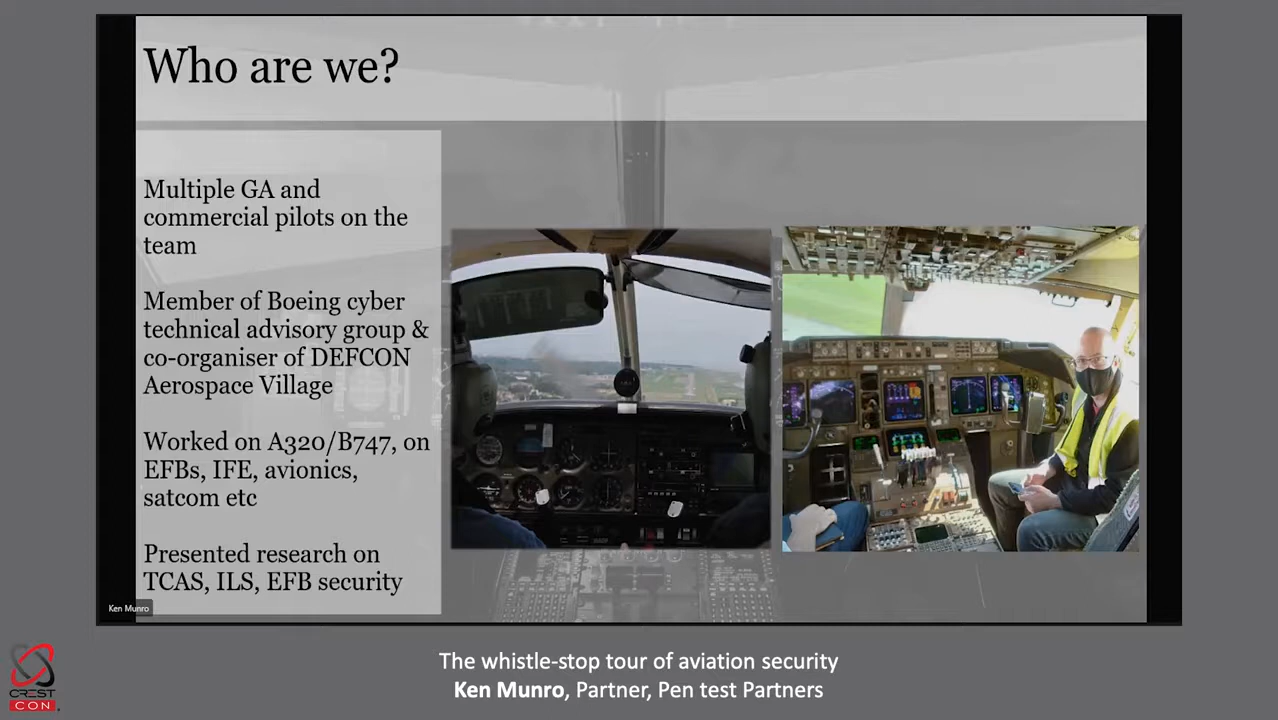 Who are we?
Multiple GA and
commercial pilots on the
team
Member of Boeing cyber
technical advisory group &
co-organiser of DEFCON
Aerospace Village
Worked on A320/B747, on
EFBs, IFE, avionics,
satcom etc
Presented research on
TCAS, ILS, EFB security
Ken Munro
The whistle-stop tour of aviation security
Ken Munro, Partner, Pen test Partners
CREST
CON